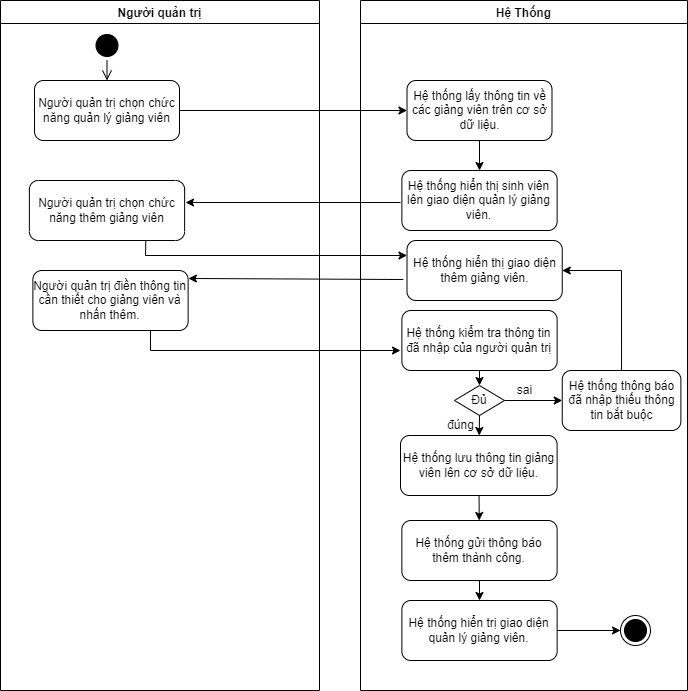 Người quản trị
Hệ Thống
Người quản trị chọn chức
năng quản lý giảng viên
Hệ thống lấy thông tin về
các giảng viên trên cơ sở
dữ liệu.
Hệ thống hiển thị sinh viên
lên giao diện quản lý giảng
viên.
Người quản trị chọn chức
năng thêm giảng viên
Hệ thống hiển thị giao diện
thêm giảng viên.
Người quản trị điền thông tin
cần thiết cho giảng viên và
nhấn thêm.
Hệ thống kiểm tra thông tin
đã nhập của người quản trị
Đủ
sai
Hệ thống thông báo
đã nhập thiếu thông
tin bắt buộc
đúng
Hệ thống lưu thông tin giảng
viên lên cơ sở dữ liệu.
Hệ thống gửi thông báo
thêm thành công.
Hệ thống hiển trị giao diện
quản lý giảng viên.